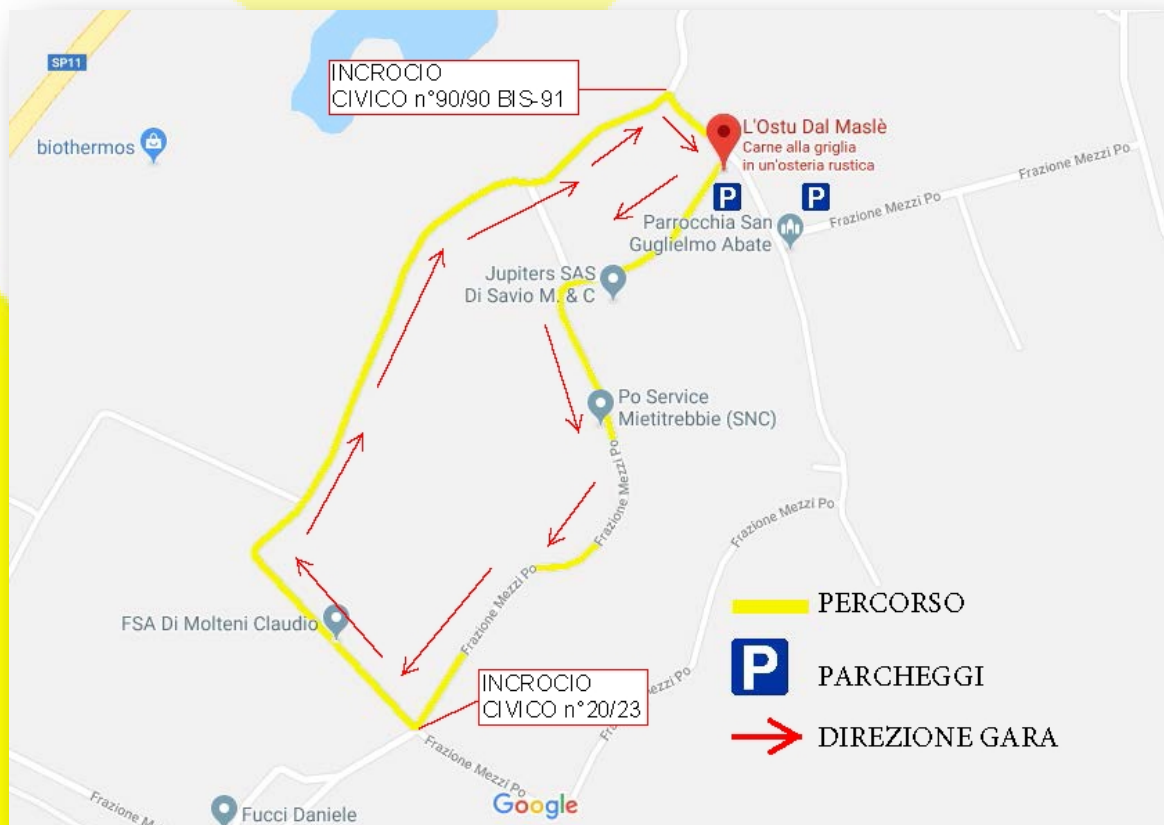 SP11
INCROCIO
CIVICO n°90/90 BIS-91
biothermos
L'Ostu Dal Maslè
Carne alla griglia
in un'osteria rustica
P
P
Frazione Mezzi Po
Frazione Mezzi Po
Parrocchia San
Guglielmo Abate
Jupiters SAS
Di Savio M. & C
Po Service
Mietitrebbie (SNC)
Frazione Mezzi Po
Frazione Mezzi Po
Frazione Mezzi Po
FSA Di Molteni Claudio
PERCORSO
P
PARCHEGGI
INCROCIO
CIVICO n°20/23
ezzi Po
DIREZIONE GARA
Frazione Mezzi Po
Frazione Mezzi Po
Fucci Daniele
Google